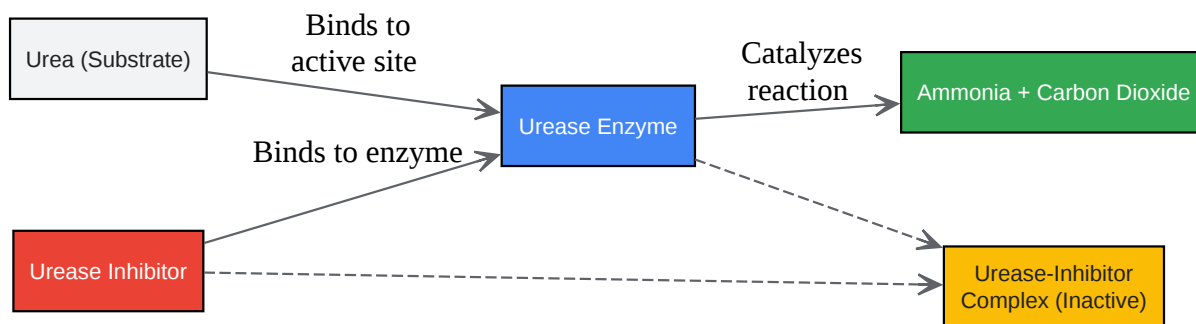 Urea (Substrate)
Binds to
active site
Urease Enzyme
Catalyzes
reaction
Ammonia + Carbon Dioxide
Binds to enzyme
Urease Inhibitor
Urease-Inhibitor
Complex (Inactive)